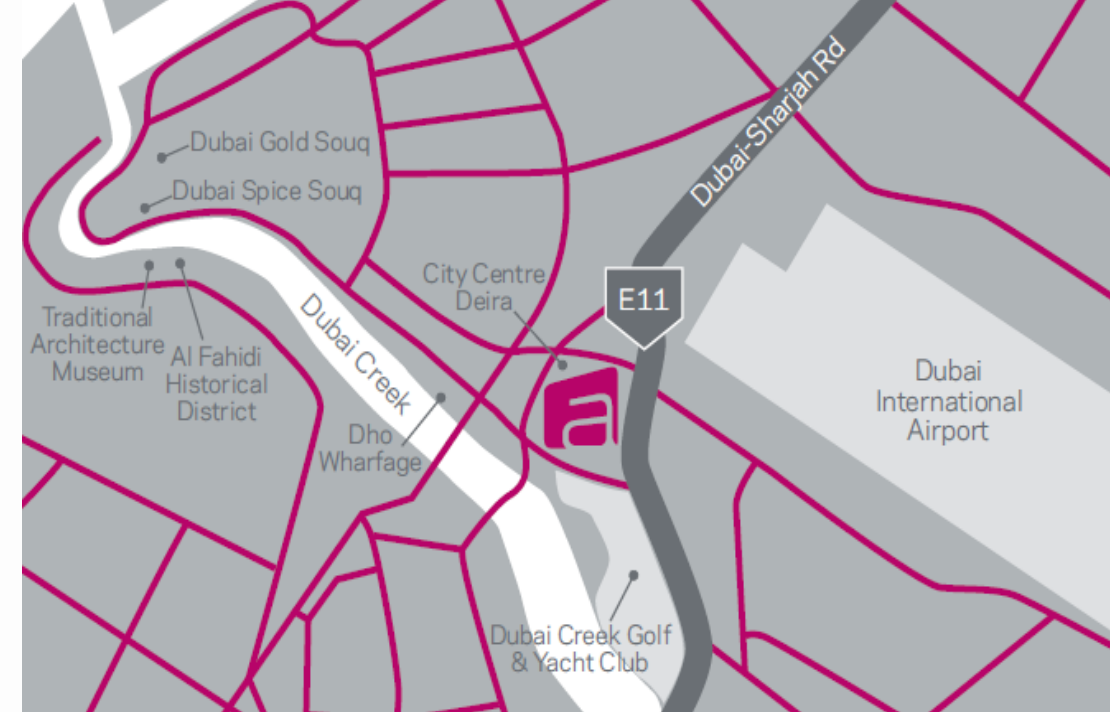 Dubai-Sharjah Rd
Dubai Gold Souq
Dubai Spice Souq
City Centre
Deira
E11
Traditional
Architecture
Museum
Al Fahidi
Historical
District
Dubai Creek
Dho
Wharfage
Dubai
International
Airport
Dubai Creek Golf
& Yacht Club